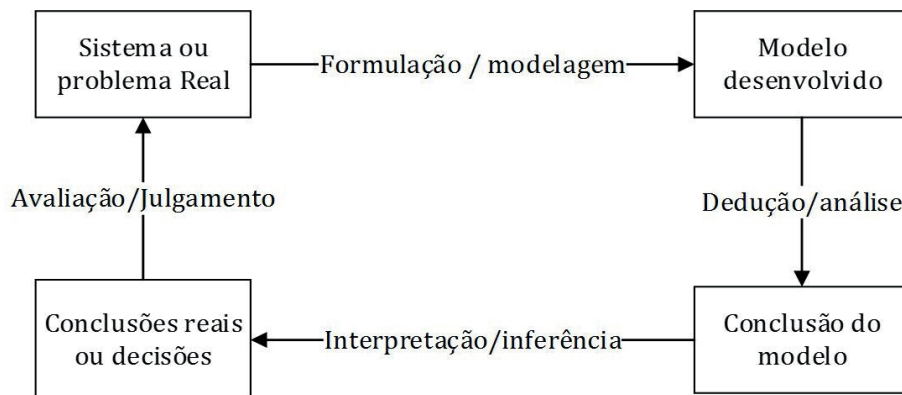 Sistema ou
problema Real
Formulação / modelagem
Modelo
desenvolvido
Avaliação/Julgamento
Dedução/análise
Conclusões reais
ou decisões
Interpretação/inferência
Conclusão do
modelo